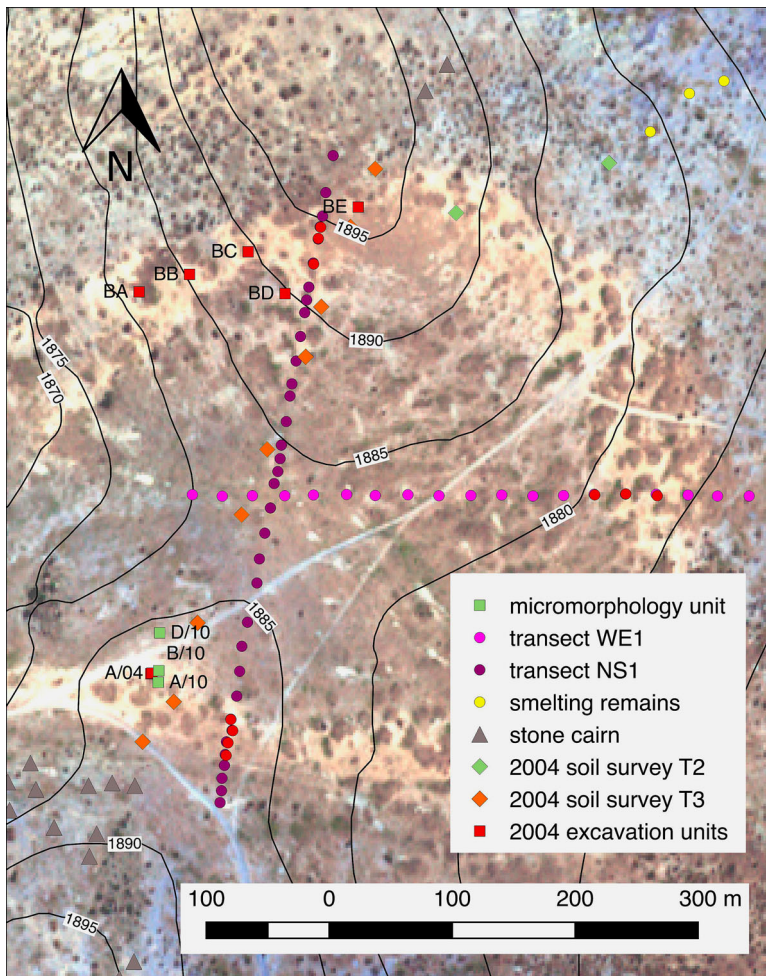 N
BE
1895
BC
BB
BA
BD
1875
1890
1870
1885
1880
1885
D/10
B/10
A/04
A/10
micromorphology unit
transect WE1
transect NS1
smelting remains
stone cairn
2004 soil survey T2
2004 soil survey T3
2004 excavation units
1890
1895
100 0 100 200 300 m